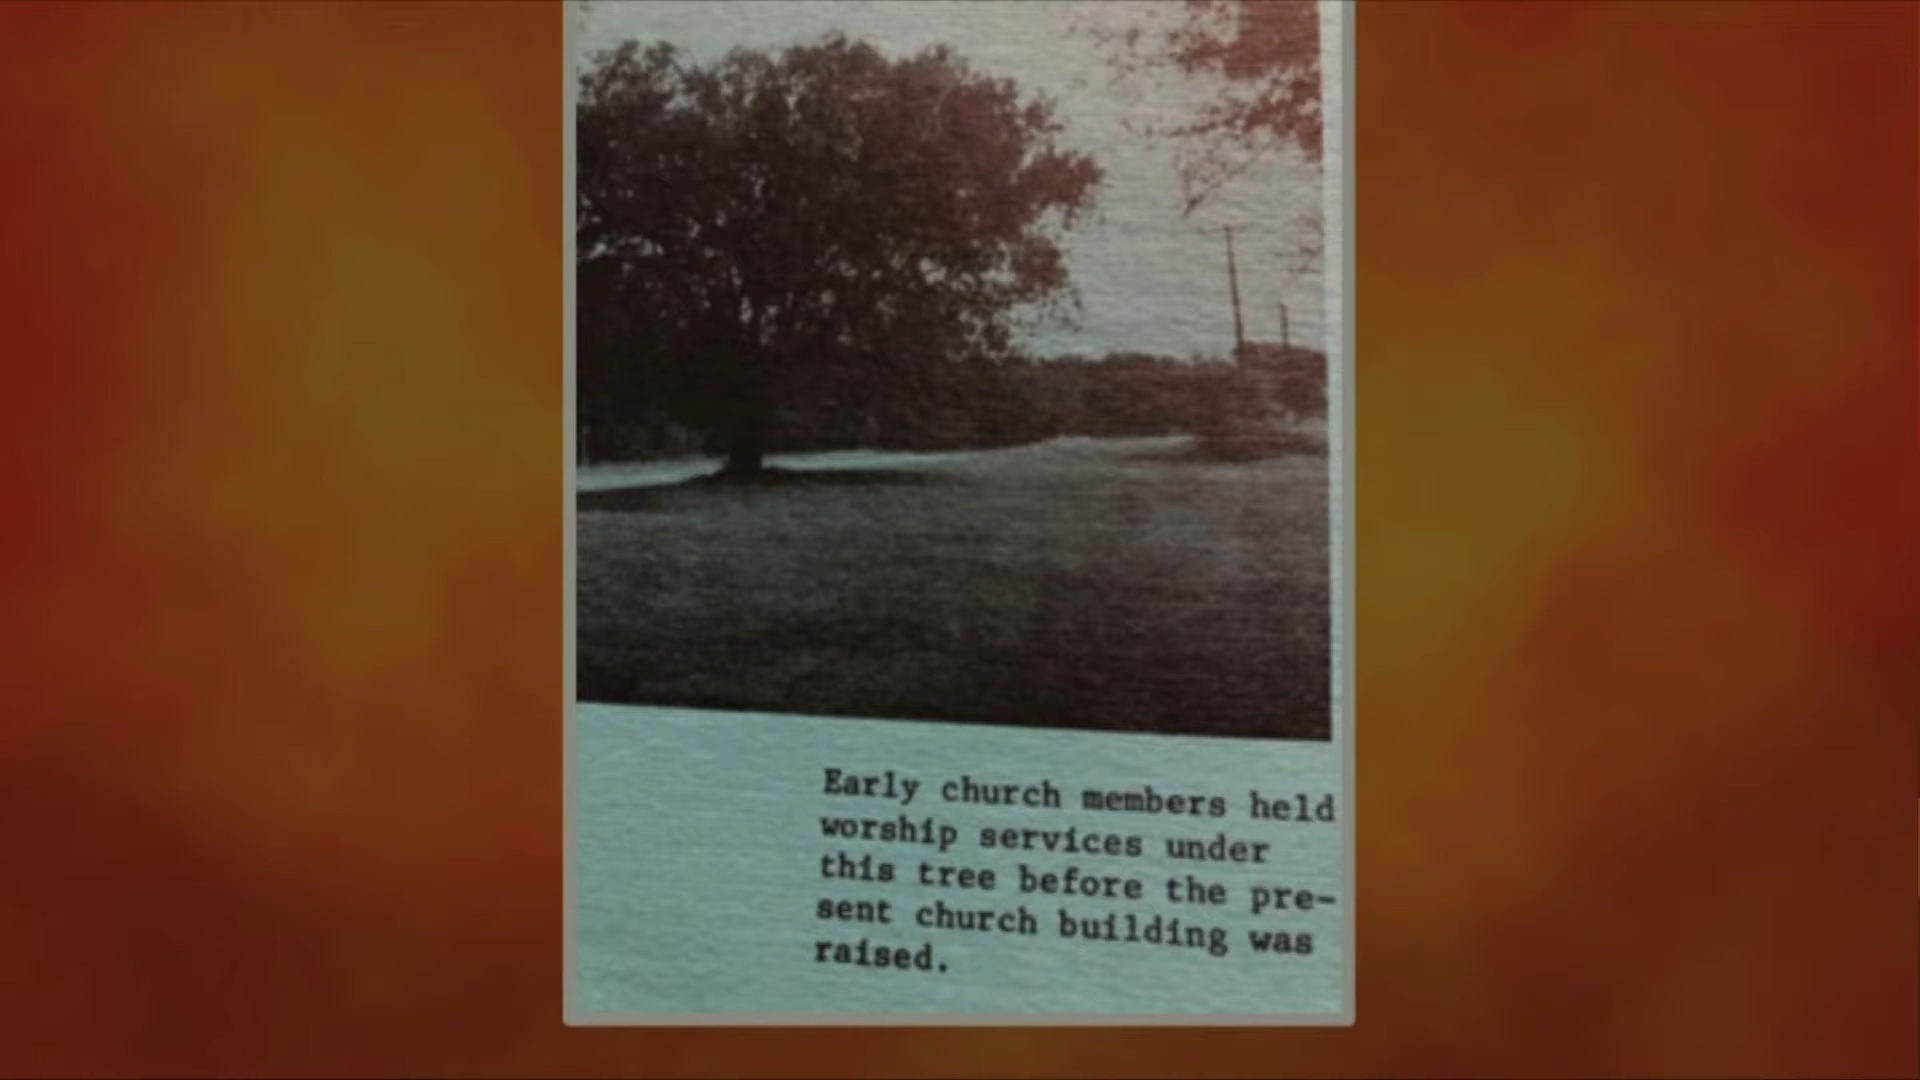 Early church members held
worship services under
this tree before the pre-
sent church building was
raised.